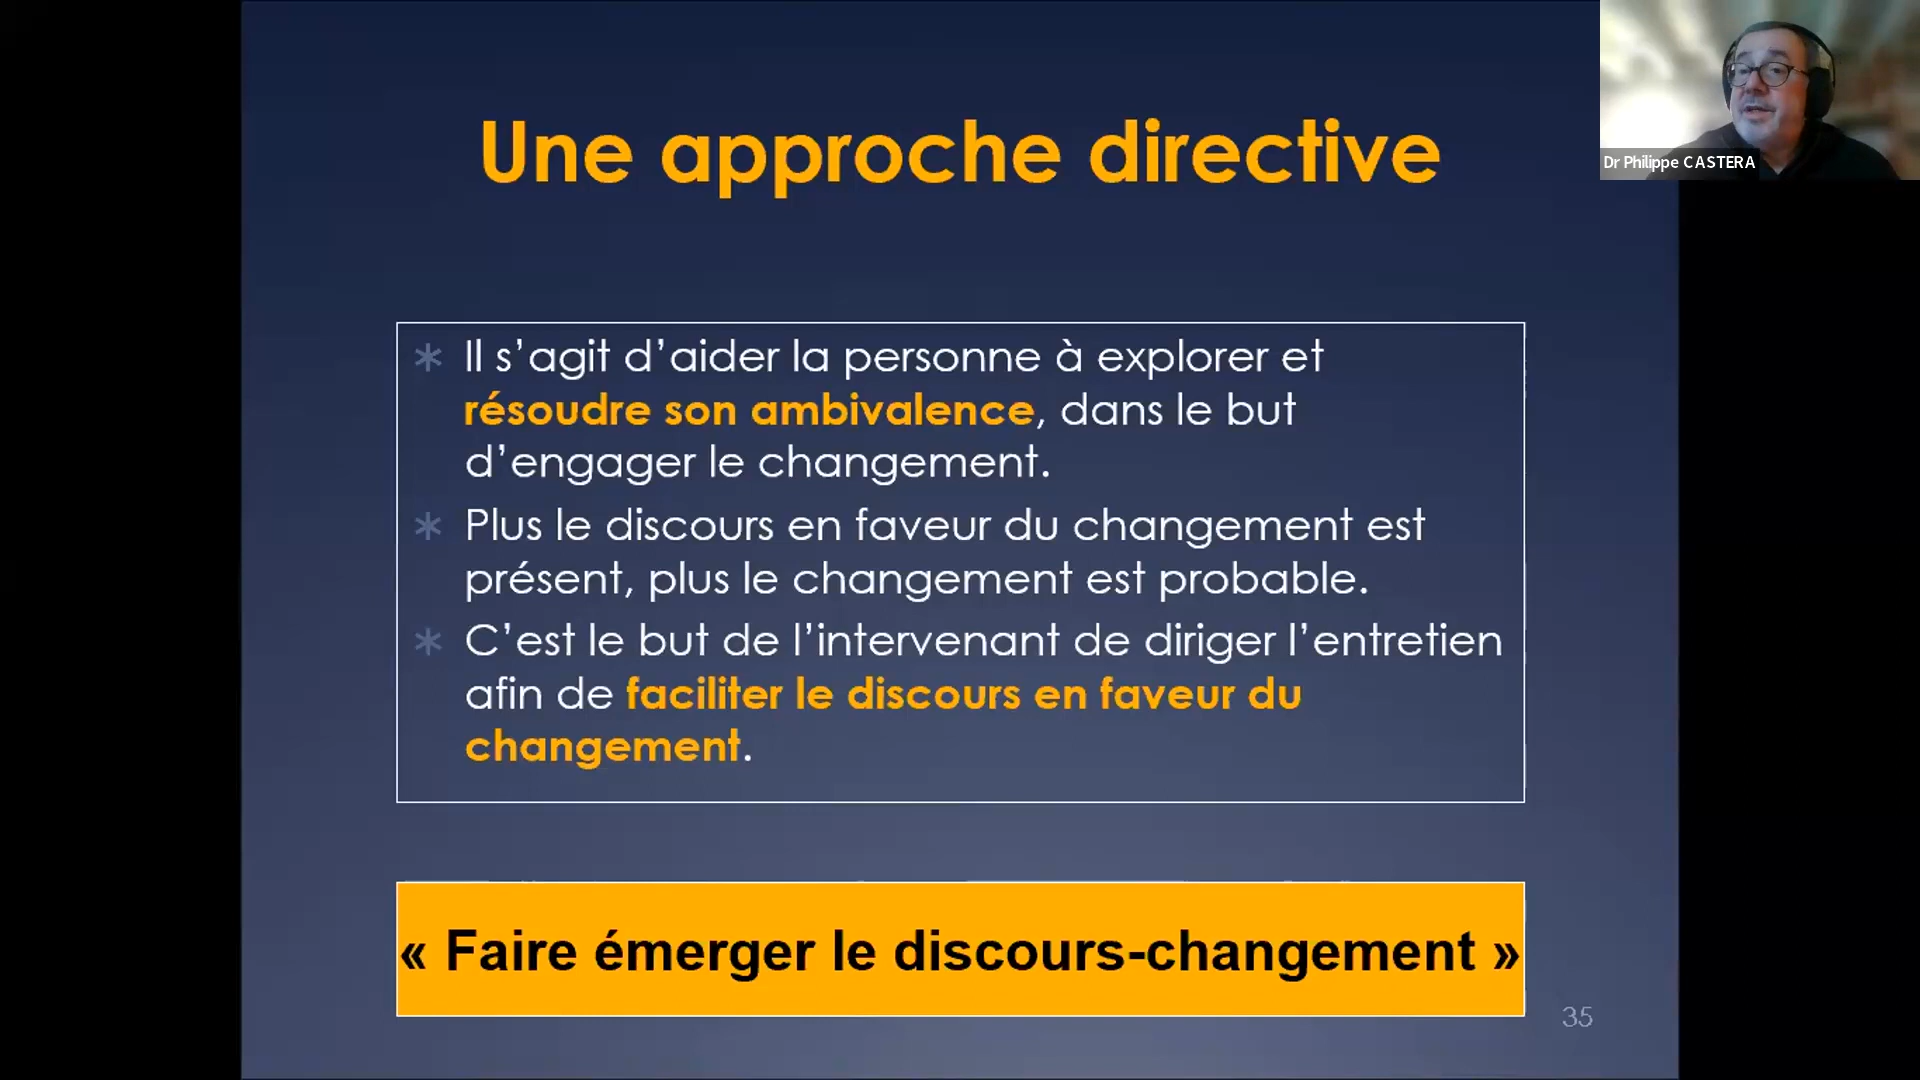 Une approche directive
Dr Philippe CASTERA
* Il s’agit d’aider la personne à explorer et
résoudre son ambivalence, dans le but
d’engager le changement.
* Plus le discours en faveur du changement est
présent, plus le changement est probable.
* C’est le but de l’intervenant de diriger l’entretien
afin de faciliter le discours en faveur du
changement.
« Faire émerger le discours-changement »
35